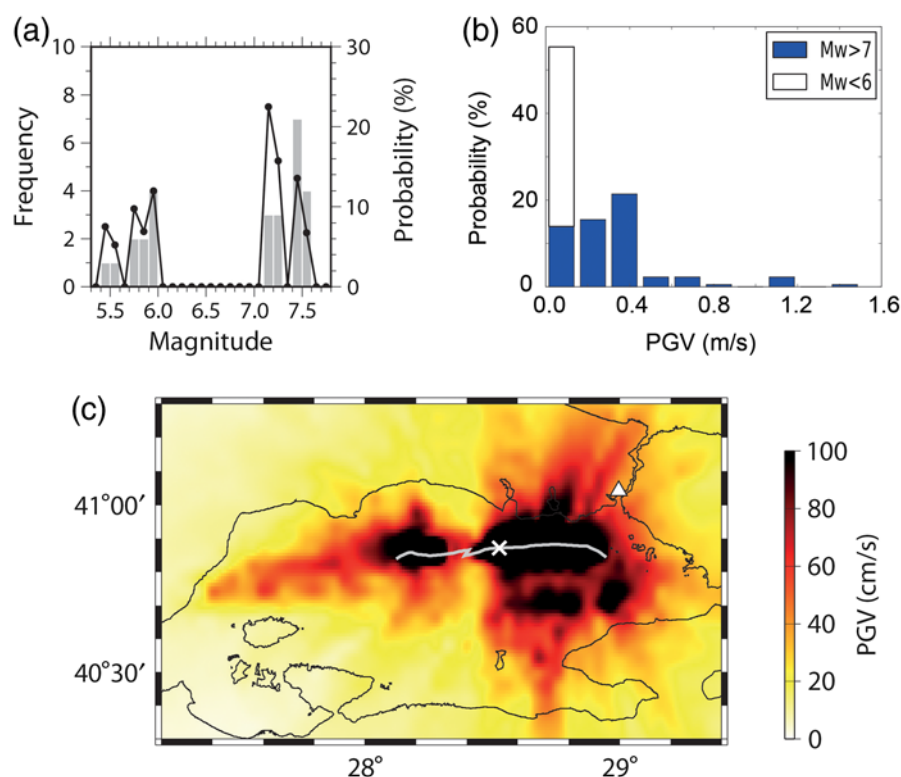 (a)
10
8
6
4
2
0
Frequency
30
20
10
0
Probability (%)
5.5 6.0 6.5 7.0 7.5
Magnitude
(b)
60
40
20
0
Probability (%)
Mw>7
Mw<6
0.0 0.4 0.8 1.2 1.6
PGV (m/s)
(c)
41°00′
40°30′
28° 29°
100
80
60
40
20
0
PGV (cm/s)